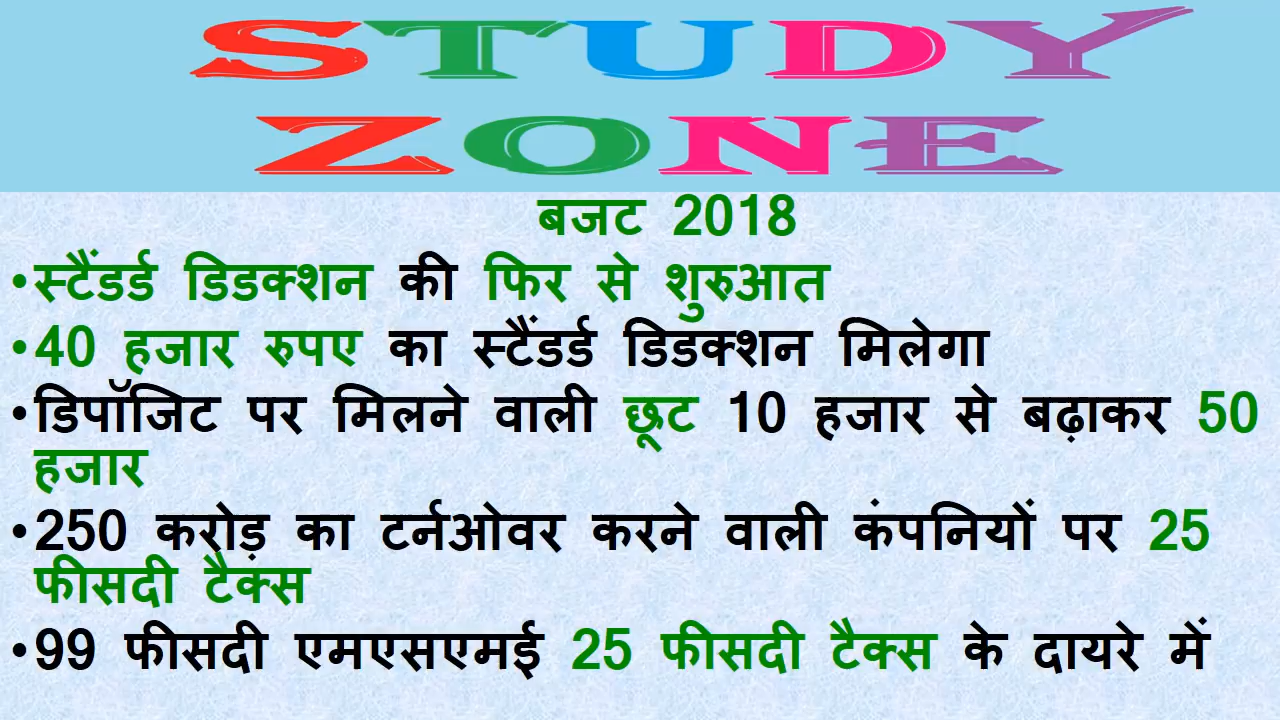 STUDY
ZONE
बजट 2018
•स्टैंडर्ड डिडक्शन की फिर से शुरुआत
•40 हजार रुपए का स्टैंडर्ड डिडक्शन मिलेगा
•डिपॉजिट पर मिलने वाली छूट 10 हजार से बढ़ाकर 50
हजार
•250 करोड़ का टर्नओवर करने वाली कंपनियों पर 25
फीसदी टैक्स
•99 फीसदी एमएसएमई 25 फीसदी टैक्स के दायरे में